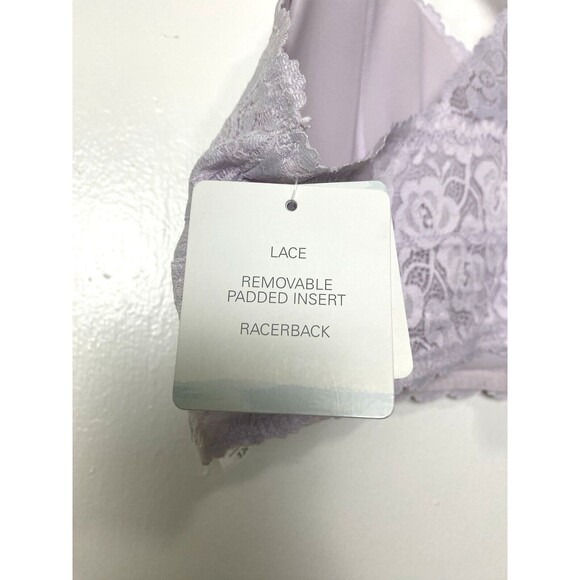 LACE
REMOVABLE
PADDED INSERT
RACERBACK